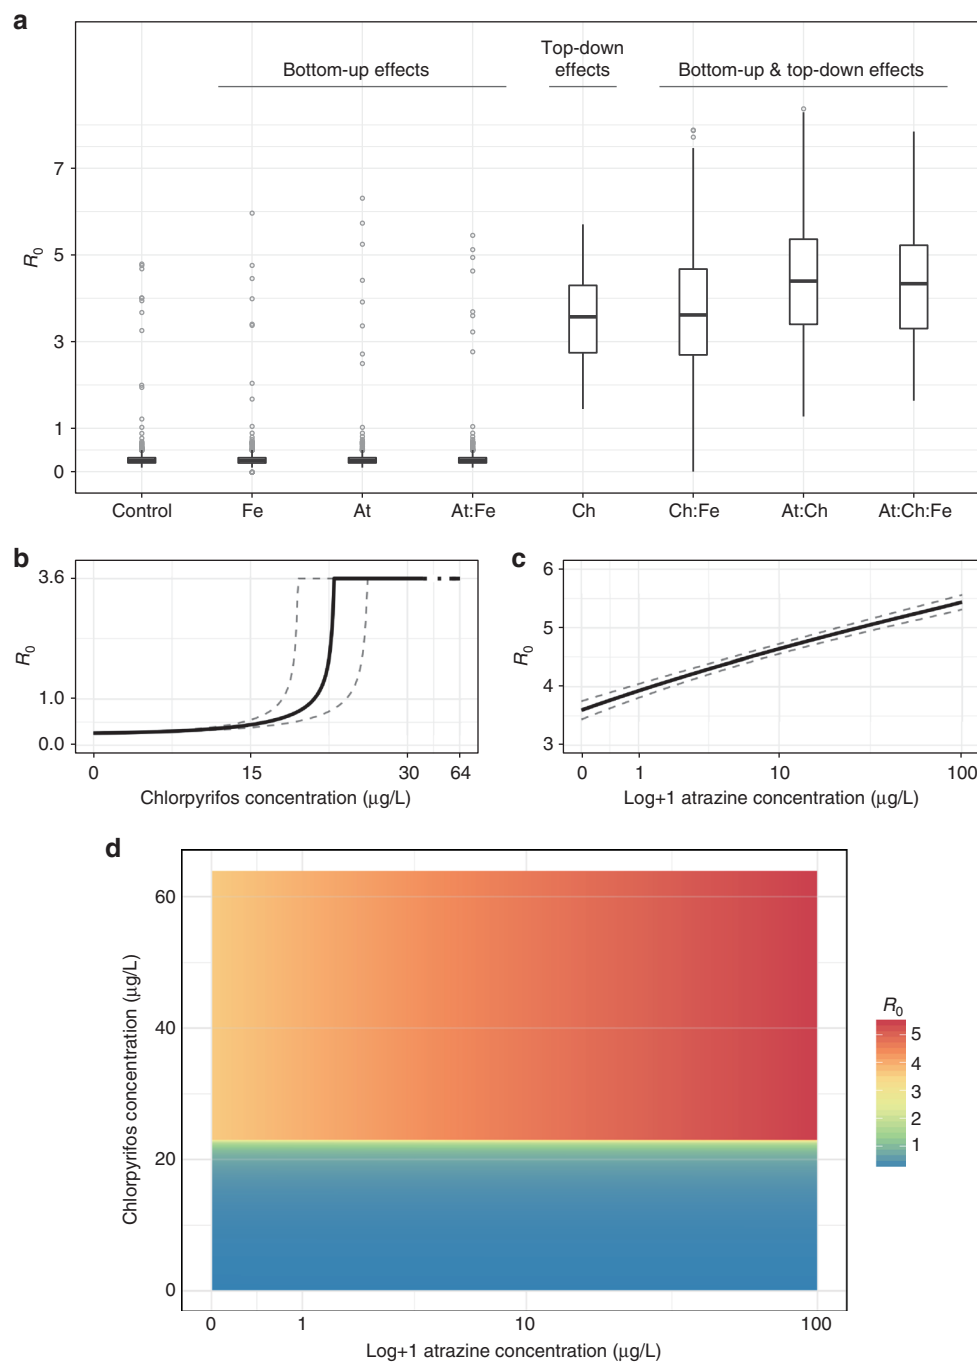 a
Top-down
effects
Bottom-up effects
Bottom-up & top-down effects
R0
7
5
3
1
0
Control Fe At At:Fe Ch Ch:Fe At:Ch At:Ch:Fe
b
R0
3.6
1.0
0.0
0 15 30 64
Chlorpyrifos concentration (μg/L)
c
R0
6
5
4
3
0 1 10 100
Log+1 atrazine concentration (μg/L)
d
Chlorpyrifos concentration (μg/L)
60
40
20
0
0 1 10 100
Log+1 atrazine concentration (μg/L)
R0
5
4
3
2
1